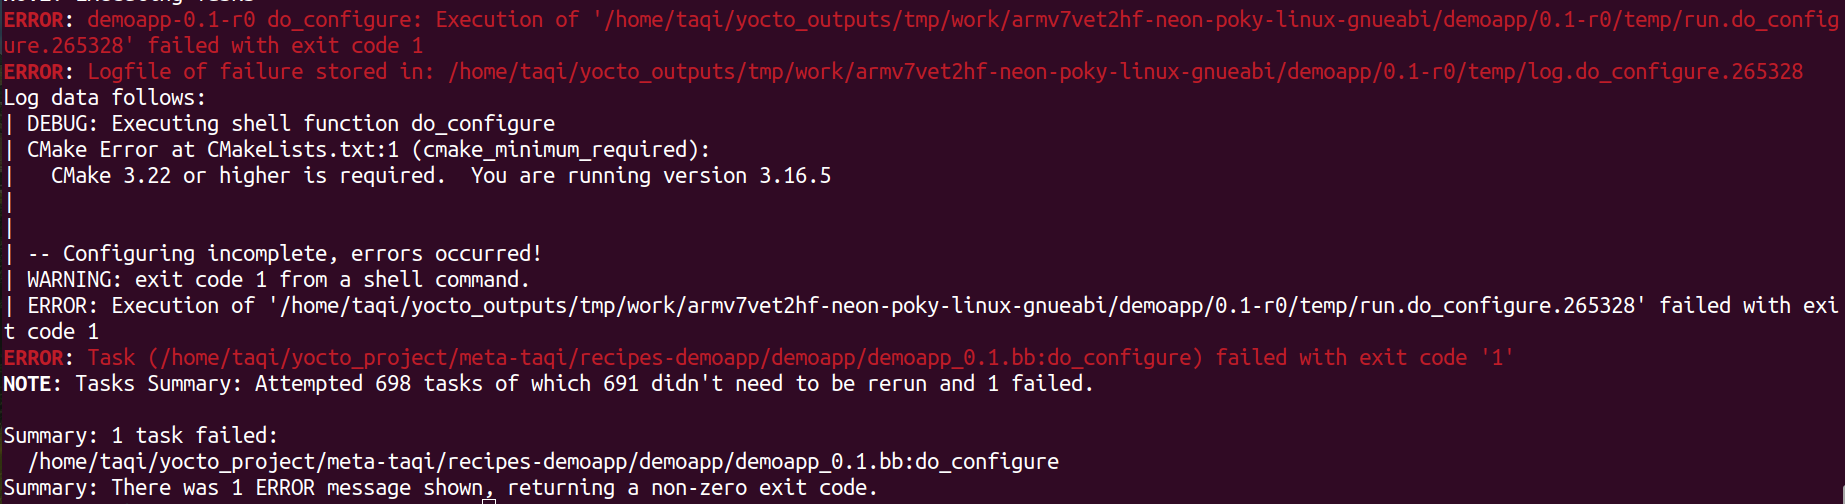 ERROR: demoapp-0.1-r0 do_configure: Execution of '/home/taqi/yocto_outputs/tmp/work/armv7vet2hf-neon-poky-linux-gnueabi/demoapp/0.1-r0/temp/run.do_config
ure.265328' failed with exit code 1
ERROR: Logfile of failure stored in: /home/taqi/yocto_outputs/tmp/work/armv7vet2hf-neon-poky-linux-gnueabi/demoapp/0.1-r0/temp/log.do_configure.265328
Log data follows:
| DEBUG: Executing shell function do_configure
| CMake Error at CMakeLists.txt:1 (cmake_minimum_required):
|   CMake 3.22 or higher is required.  You are running version 3.16.5
|
|
| -- Configuring incomplete, errors occurred!
| WARNING: exit code 1 from a shell command.
| ERROR: Execution of '/home/taqi/yocto_outputs/tmp/work/armv7vet2hf-neon-poky-linux-gnueabi/demoapp/0.1-r0/temp/run.do_configure.265328' failed with exi
t code 1
ERROR: Task (/home/taqi/yocto_project/meta-taqi/recipes-demoapp/demoapp/demoapp_0.1.bb:do_configure) failed with exit code '1'
NOTE: Tasks Summary: Attempted 698 tasks of which 691 didn't need to be rerun and 1 failed.

Summary: 1 task failed:
  /home/taqi/yocto_project/meta-taqi/recipes-demoapp/demoapp/demoapp_0.1.bb:do_configure
Summary: There was 1 ERROR message shown, returning a non-zero exit code.